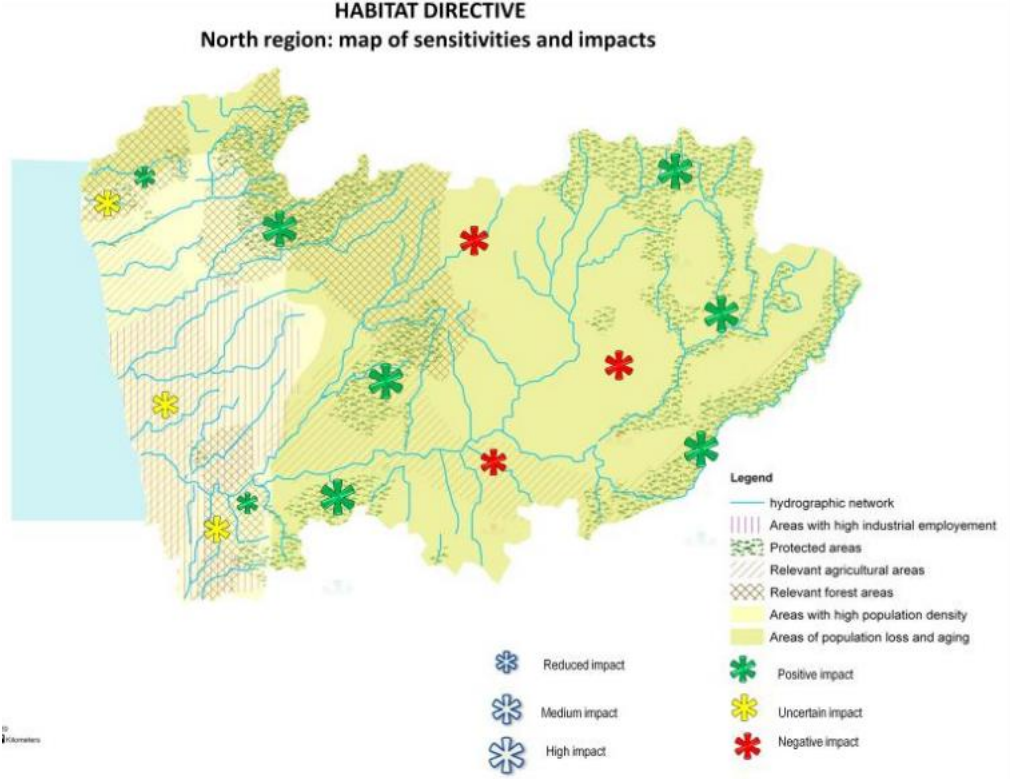 HABITAT DIRECTIVE
North region: map of sensitivities and impacts
Legend
hydrographic network
Areas with high industrial employement
Protected areas
Relevant agricultural areas
Relevant forest areas
Areas with high population density
Areas of population loss and aging
Reduced impact
Positive impact
Medium impact
Uncertain impact
High impact
Negative impact
Kilometers